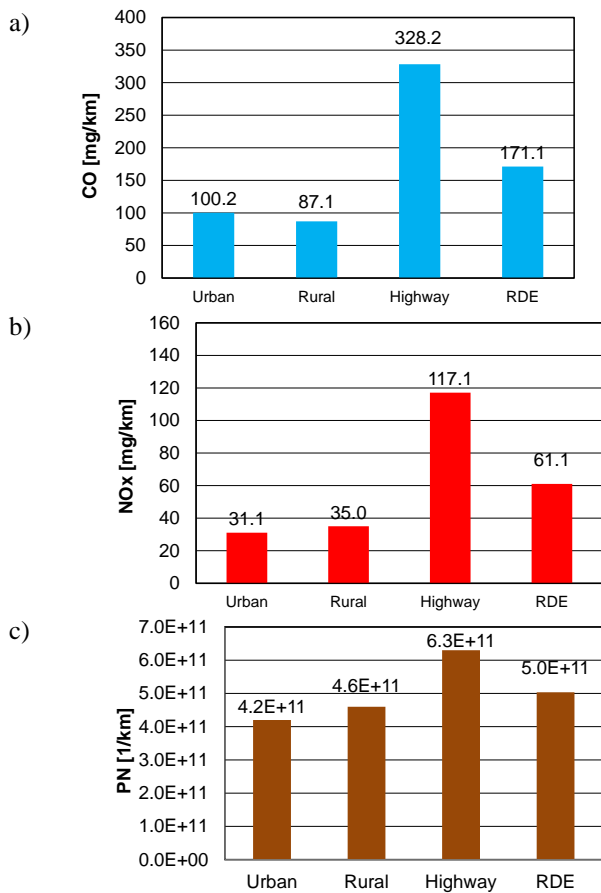 a)
CO [mg/km]
400
350
300
250
200
150
100
50
0
100.2
87.1
328.2
171.1
Urban Rural Highway RDE
b)
NOx [mg/km]
160
140
120
100
80
60
40
20
0
31.1
35.0
117.1
61.1
Urban Rural Highway RDE
c)
PN [1/km]
7.0E+11
6.0E+11
5.0E+11
4.0E+11
3.0E+11
2.0E+11
1.0E+11
0.0E+00
4.2E+11
4.6E+11
6.3E+11
5.0E+11
Urban Rural Highway RDE